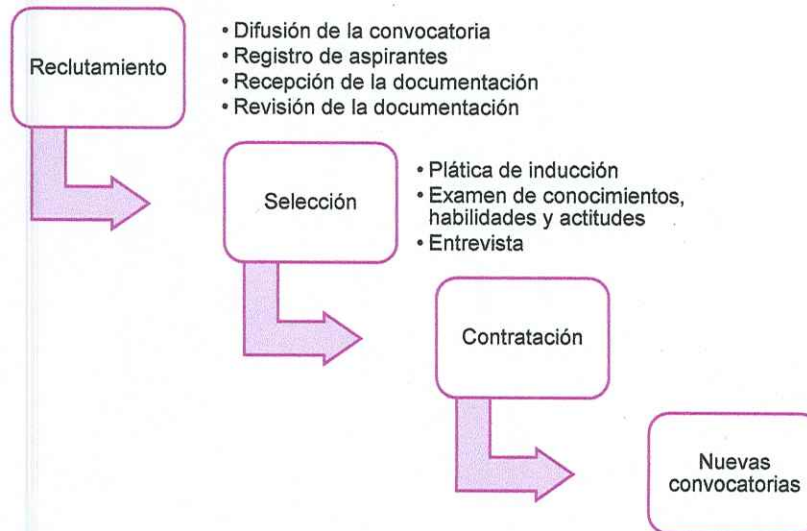 Reclutamiento
• Difusión de la convocatoria
• Registro de aspirantes
• Recepción de la documentación
• Revisión de la documentación
Selección
• Plática de inducción
• Examen de conocimientos,
habilidades y actitudes
• Entrevista
Contratación
Nuevas
convocatorias